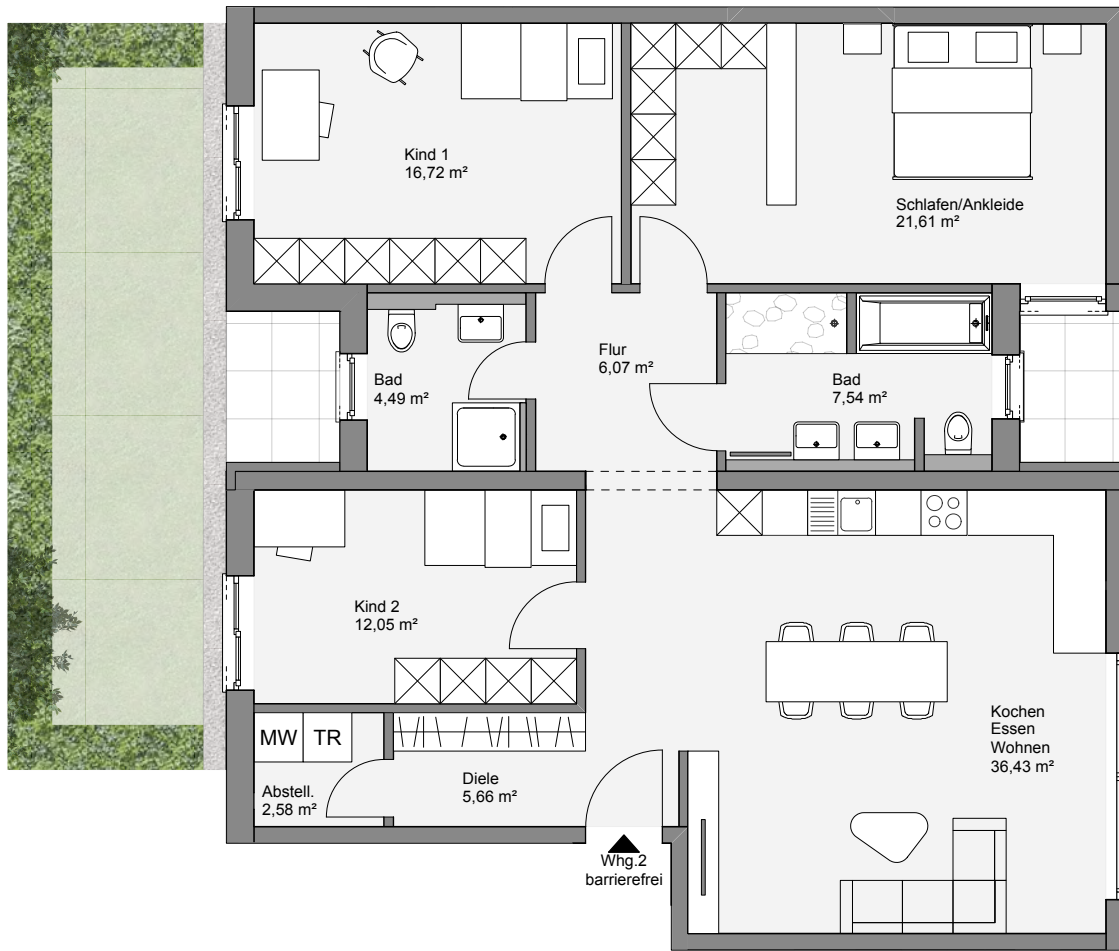 Kind 1
16,72 m²
Schlafen/Ankleide
21,61 m²
Flur
6,07 m²
Bad
4,49 m²
Bad
7,54 m²
Kind 2
12,05 m²
Kochen
Essen
Wohnen
36,43 m²
MW TR
Abstell.
2,58 m²
Diele
5,66 m²
Whg.2
barrierefrei